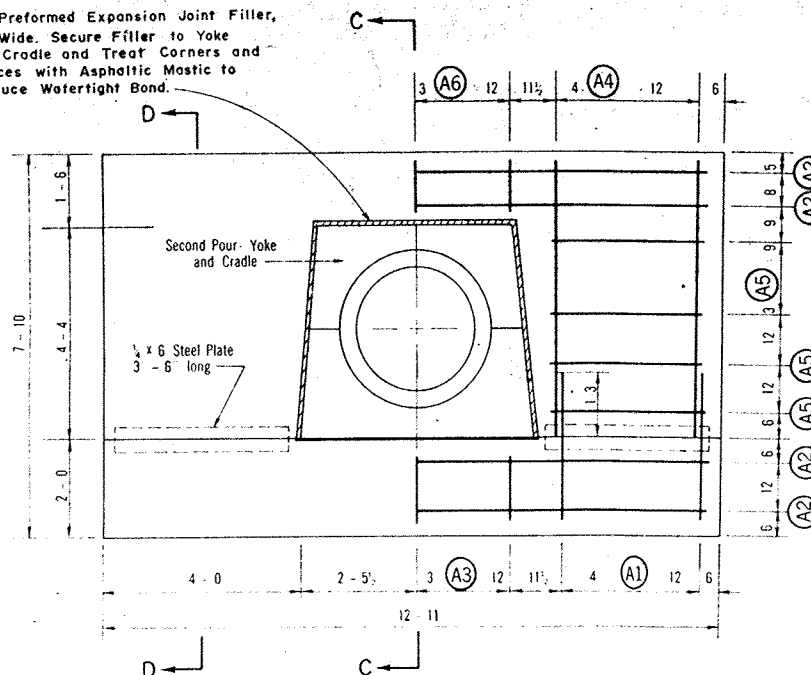 Preformed Expansion Joint Filler,
Wide. Secure Filler to Yoke
Cradle and Treat Corners and
ces with Asphaltic Mastic to
uce Watertight Bond.
C
D
3 A6 12 11½ 4 A4 12 6
1 - 6
4 - 4
2 - 0
7 - 10
Second Pour - Yoke
and Cradle
¼ x 6 Steel Plate
3 - 6 long
1 3
5
8
9
9
3
12
12
6
6
12
6
A2
A2
A5
A5
A5
A2
A2
4 - 0 2 - 5½ 3 A3 12 11½ 4 A1 12 6
12 - 11
D
C